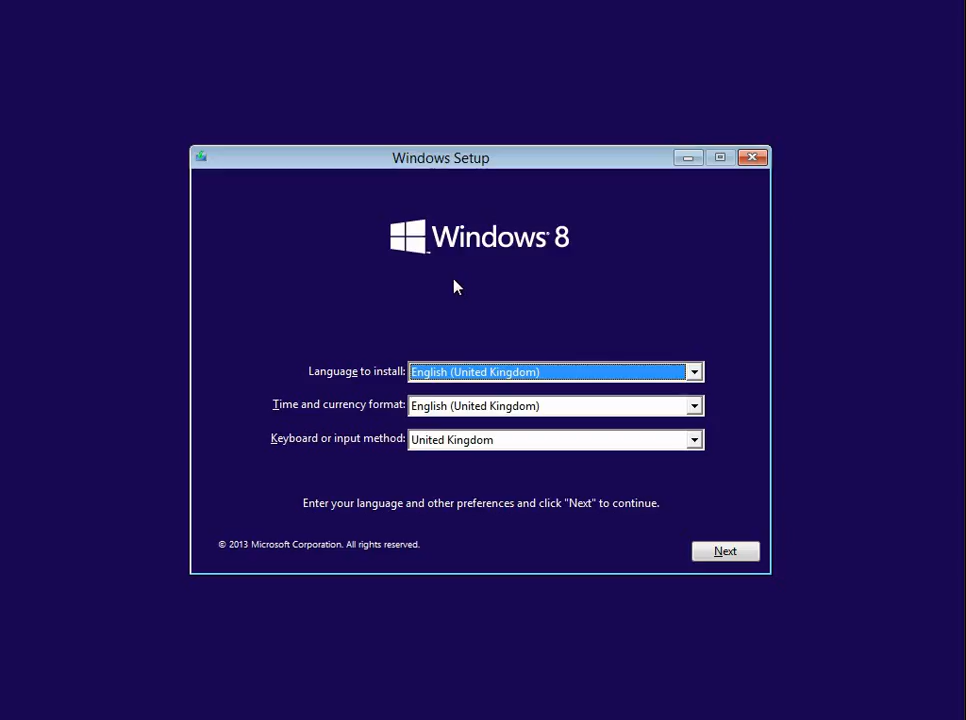 Windows Setup
Windows 8
Language to install: English (United Kingdom)
Time and currency format: English (United Kingdom)
Keyboard or input method: United Kingdom
Enter your language and other preferences and click "Next" to continue.
© 2013 Microsoft Corporation. All rights reserved.
Next